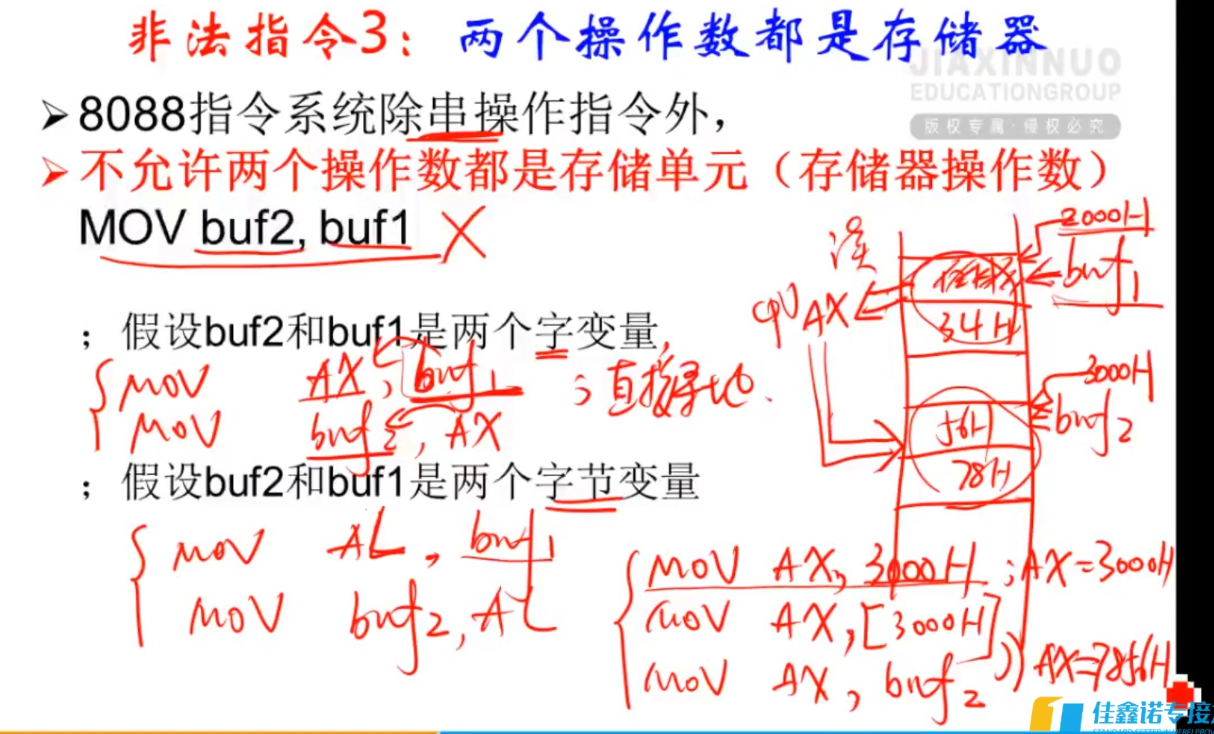 非法指令3：两个操作数都是存储器
JIAXINNUO
EDUCATIONGROUP
版权专属·侵权必究
➢8088指令系统除串操作指令外，
➢不允许两个操作数都是存储单元（存储器操作数）
MOV buf2, buf1 X
2000H
buf1
CPU AX
34H
；假设buf2和buf1是两个字变量
MOV AX, buf1 ；直接寻址
3000H
buf2
MOV buf2, AX
56H
78H
；假设buf2和buf1是两个字节变量
MOV AL, buf1
MOV buf2, AL
MOV AX, 3000H ；AX=3000H
MOV AX, [3000H]
MOV AX, buf2 AX=7856H
佳鑫诺专接